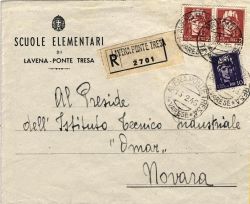 SCUOLE ELEMENTARI
DI
LAVENA-PONTE TRESA
R
LAVENA PONTE TRESA
2701
Al Preside
dell'Istituto Tecnico Industriale
"Omar"
Novara